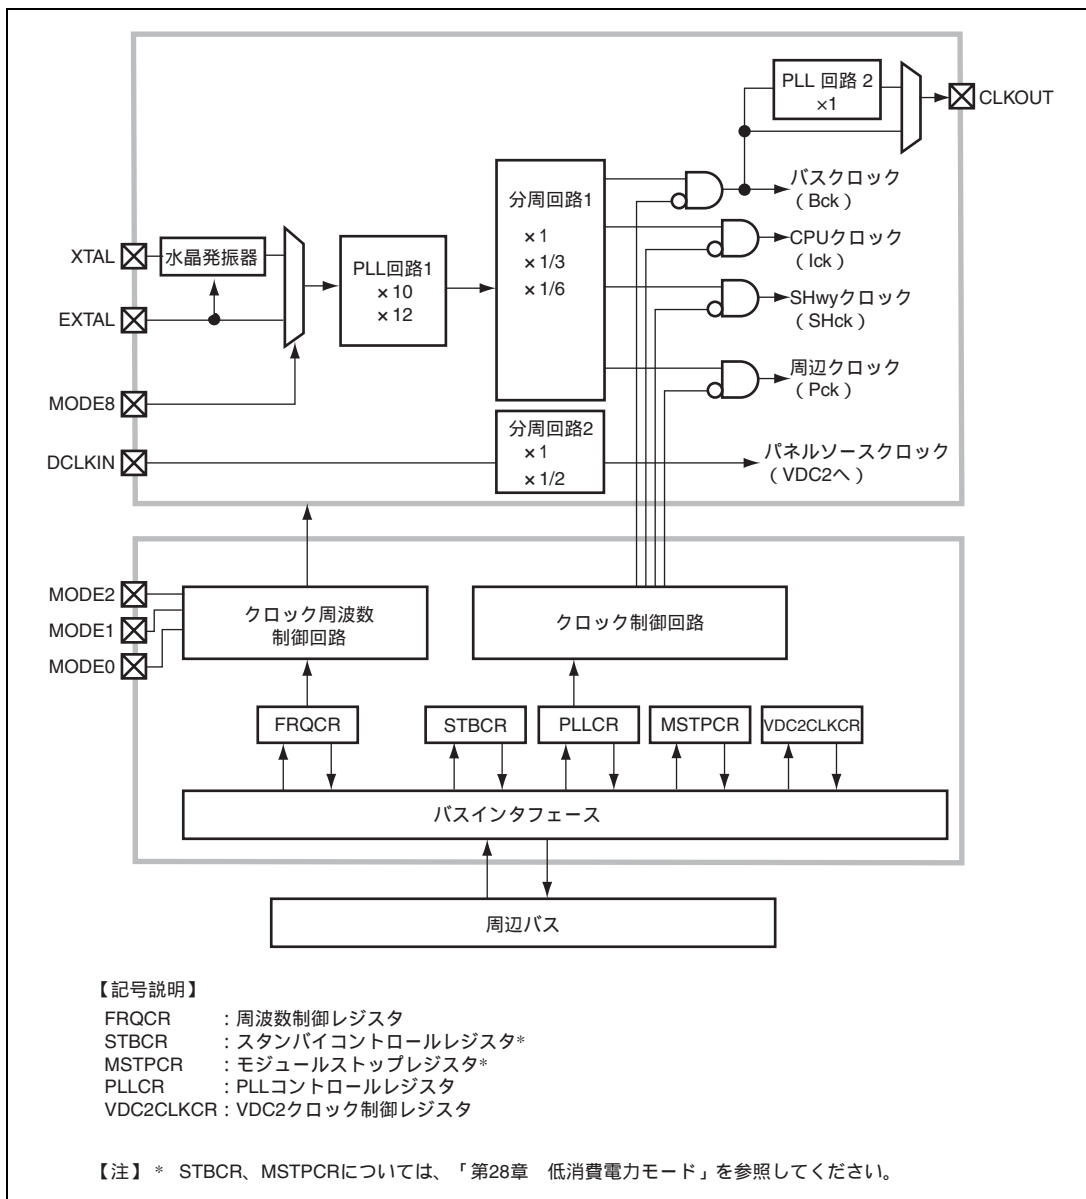 PLL 回路 2
×1
CLKOUT
分周回路1
×1
×1/3
×1/6
バスクロック
（Bck）
CPUクロック
（Ick）
SHwyクロック
（SHck）
周辺クロック
（Pck）
XTAL
水晶発振器
EXTAL
PLL回路1
×10
×12
MODE8
DCLKIN
分周回路2
×1
×1/2
パネルソースクロック
（VDC2へ）
MODE2
MODE1
MODE0
クロック周波数
制御回路
クロック制御回路
FRQCR
STBCR
PLLCR
MSTPCR
VDC2CLKCR
バスインタフェース
周辺バス
【記号説明】
FRQCR ：周波数制御レジスタ
STBCR ：スタンバイコントロールレジスタ*
MSTPCR ：モジュールストップレジスタ*
PLLCR ：PLLコントロールレジスタ
VDC2CLKCR：VDC2クロック制御レジスタ
【注】 * STBCR、MSTPCRについては、「第28章　低消費電力モード」を参照してください。